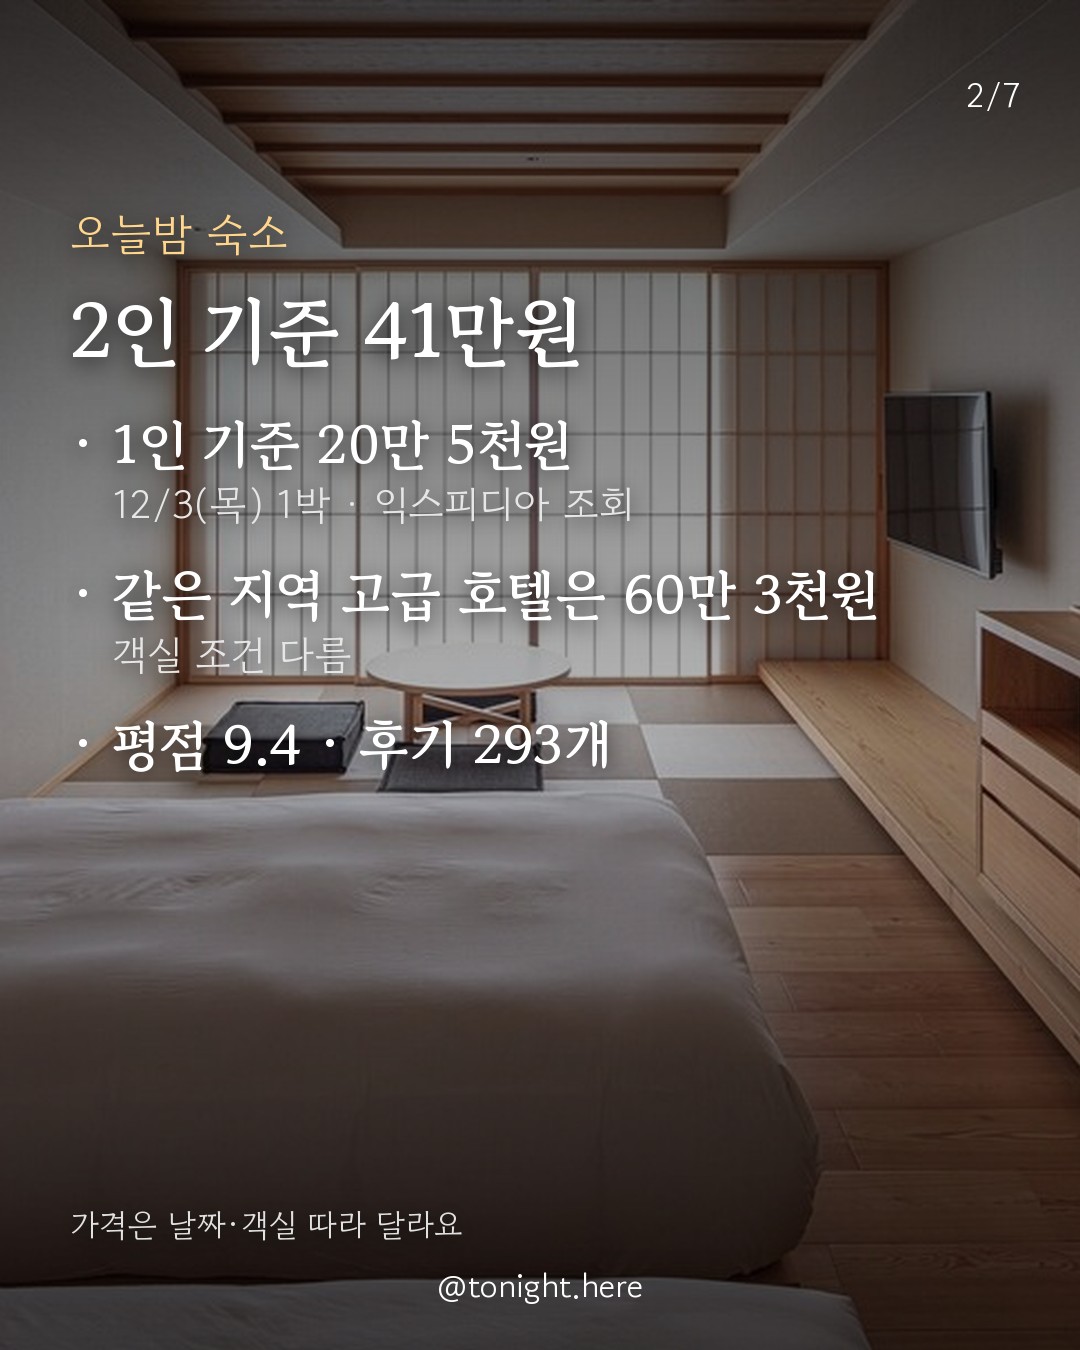 2/7
오늘밤 숙소
2인 기준 41만원
· 1인 기준 20만 5천원
12/3(목) 1박 · 익스피디아 조회
· 같은 지역 고급 호텔은 60만 3천원
객실 조건 다름
· 평점 9.4 · 후기 293개
가격은 날짜·객실 따라 달라요
@tonight.here